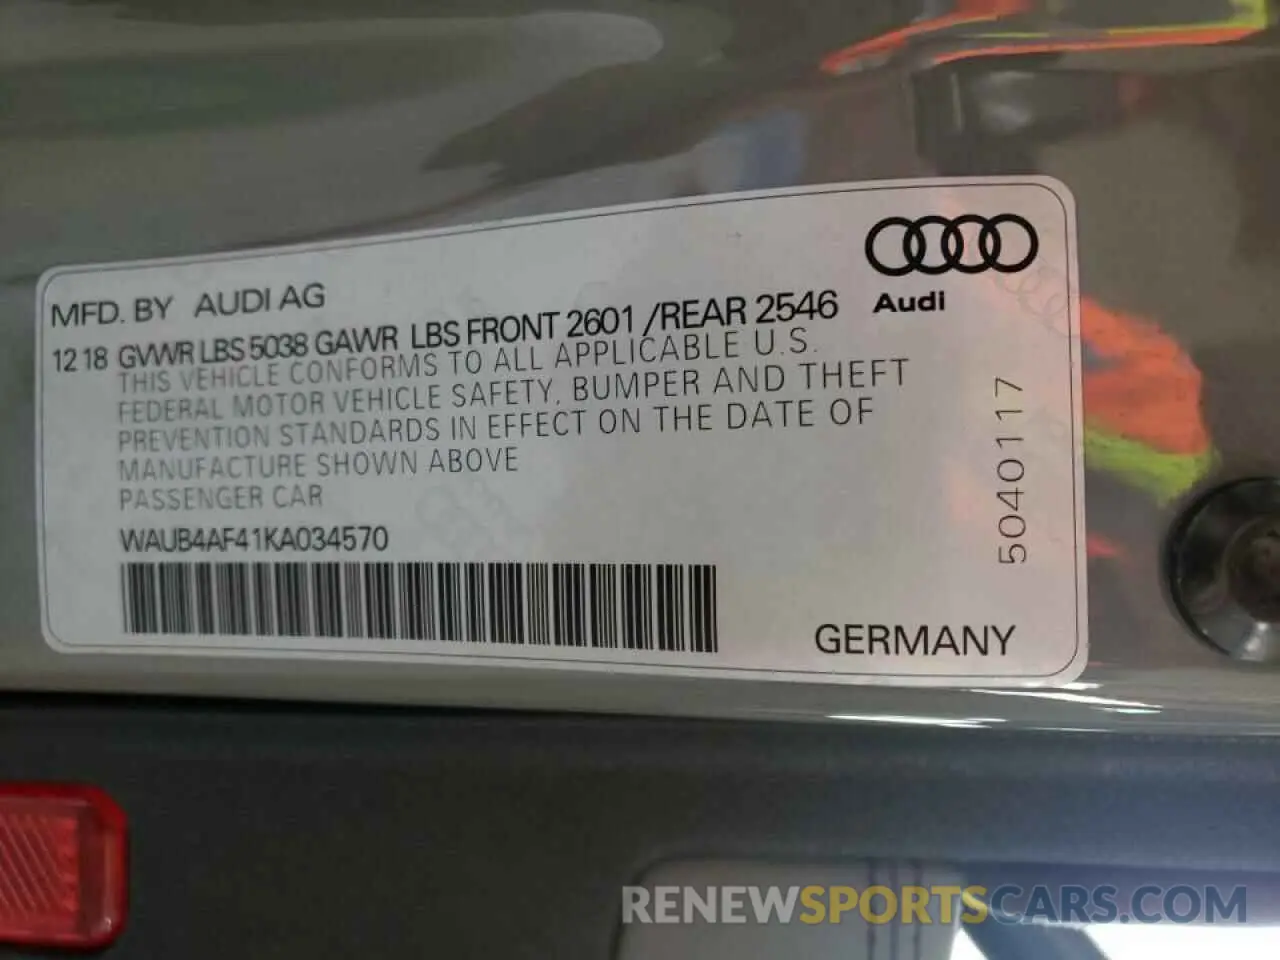 MFD. BY AUDI AG
12 18 GVWR LBS 5038 GAWR LBS FRONT 2601 /REAR 2546
THIS VEHICLE CONFORMS TO ALL APPLICABLE U.S.
FEDERAL MOTOR VEHICLE SAFETY, BUMPER AND THEFT
PREVENTION STANDARDS IN EFFECT ON THE DATE OF
MANUFACTURE SHOWN ABOVE
PASSENGER CAR
WAUB4AF41KA034570
Audi
5040117
GERMANY
RENEWSPORTSCARS.COM